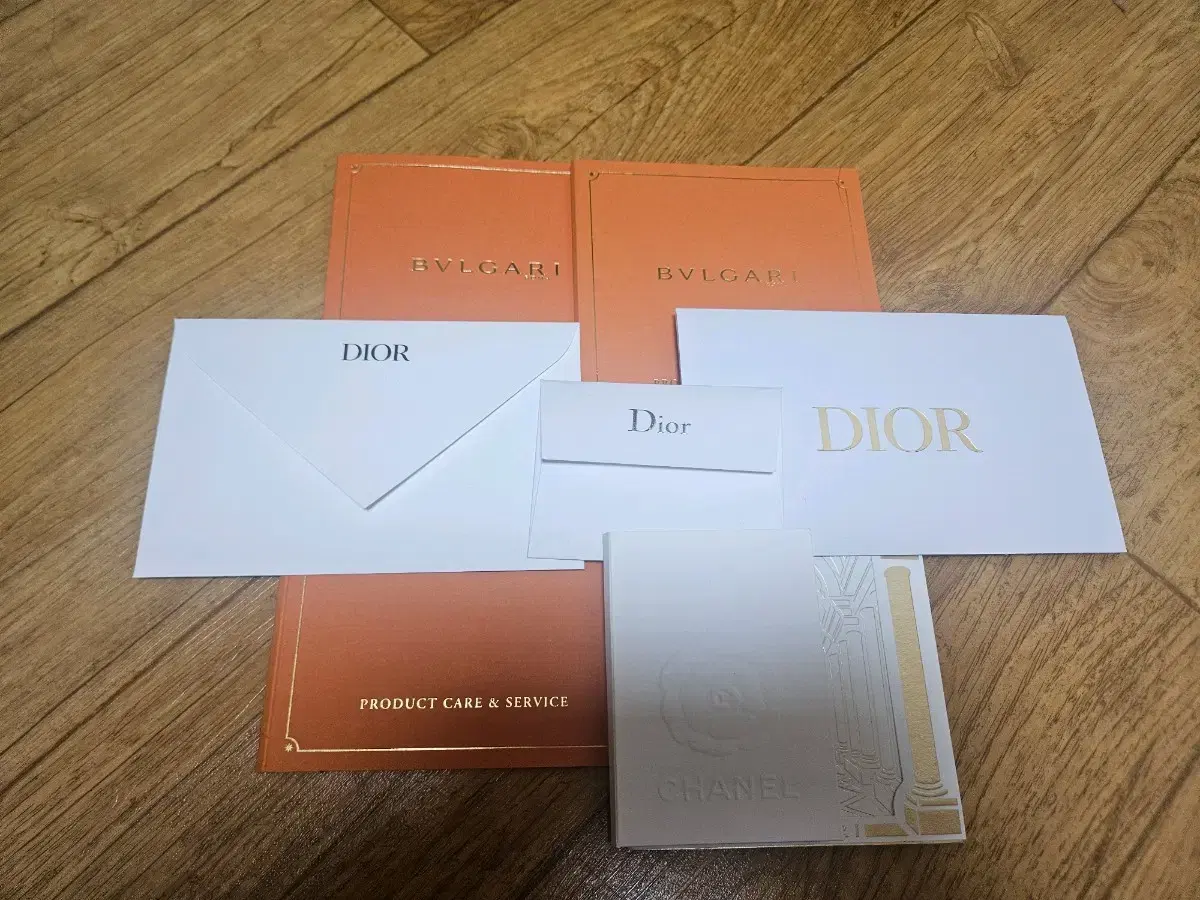 BVLGARI
BVLGARI
DIOR
Dior
DIOR
PRODUCT CARE & SERVICE
CHANEL